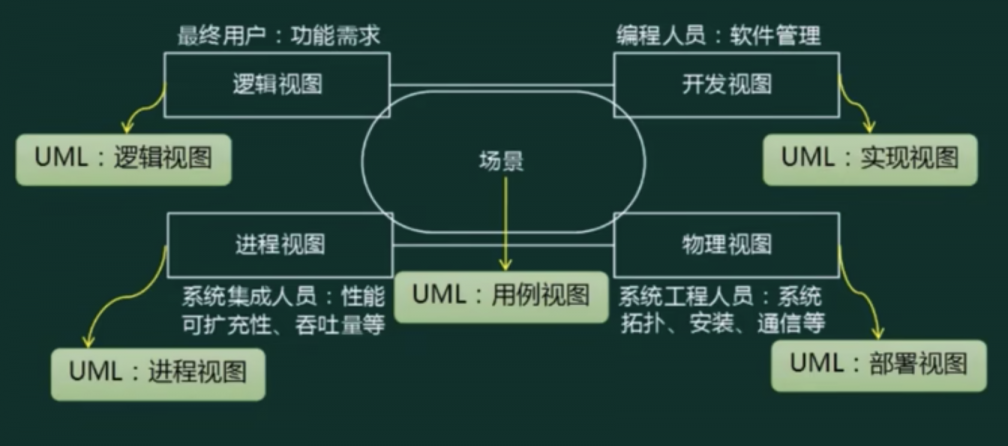 最终用户：功能需求
编程人员：软件管理
逻辑视图
开发视图
UML：逻辑视图
场景
UML：实现视图
进程视图
物理视图
系统集成人员：性能
可扩充性、吞吐量等
UML：用例视图
系统工程人员：系统
拓扑、安装、通信等
UML：进程视图
UML：部署视图